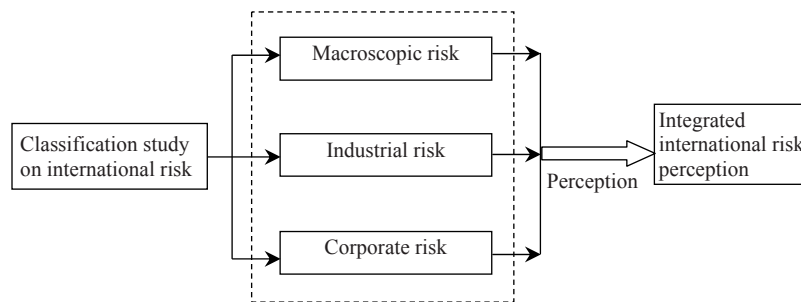 Macroscopic risk
Classification study
on international risk
Industrial risk
Corporate risk
Perception
Integrated
international risk
perception